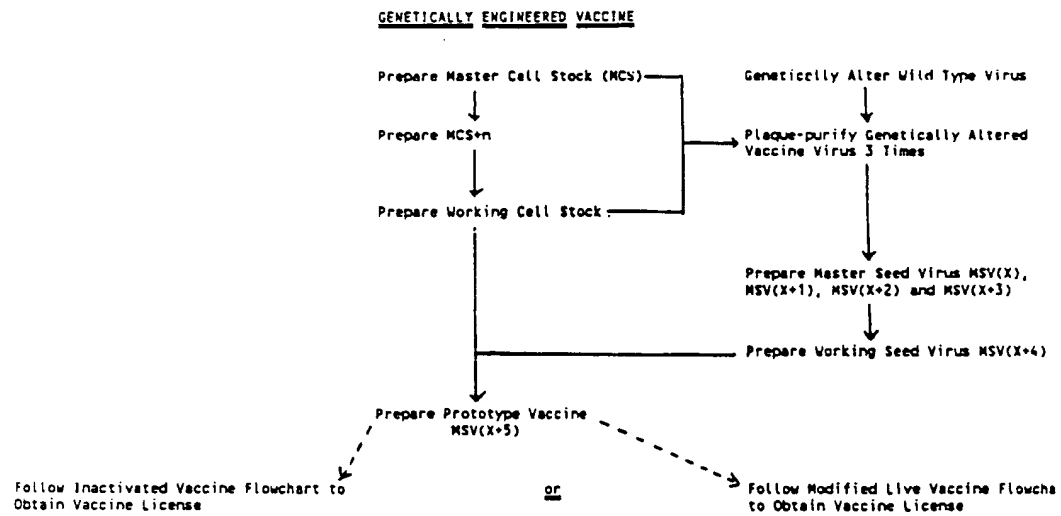 GENETICALLY ENGINEERED VACCINE
Prepare Master Cell Stock (MCS)
Genetically Alter Wild Type Virus
Prepare MCS+n
Plaque-purify Genetically Altered
Vaccine Virus 3 Times
Prepare Working Cell Stock
Prepare Master Seed Virus MSV(X),
MSV(X+1), MSV(X+2) and MSV(X+3)
Prepare Working Seed Virus MSV(X+4)
Prepare Prototype Vaccine
MSV(X+5)
Follow Inactivated Vaccine Flowchart to
Obtain Vaccine License
or
Follow Modified Live Vaccine Flowcha
to Obtain Vaccine License